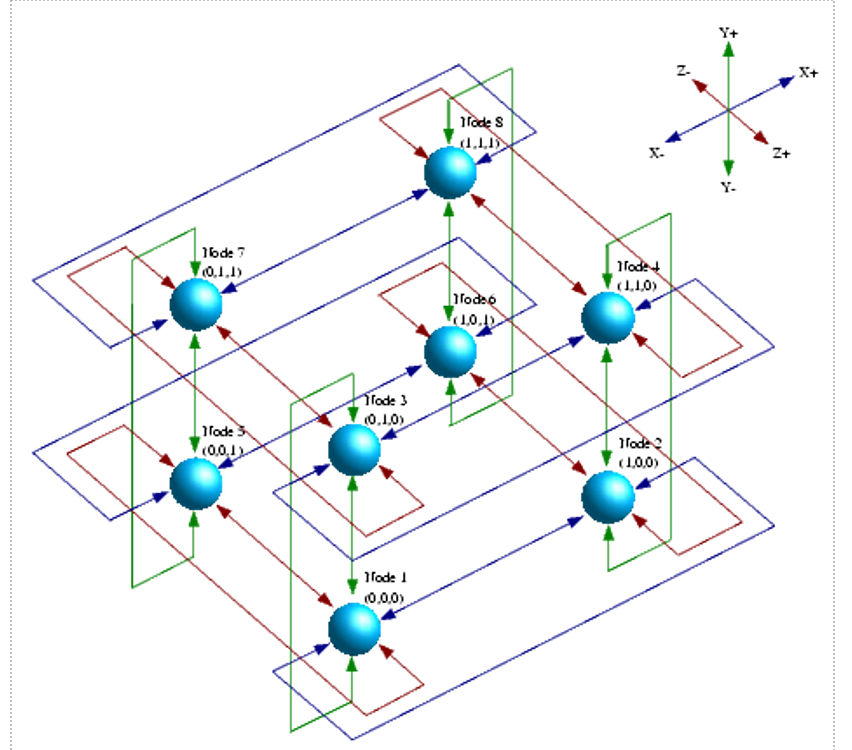 Y+
Z-
X+
X-
Z+
Y-
Node 8
(1,1,1)
Node 7
(0,1,1)
Node 4
(1,1,0)
Node 6
(1,0,1)
Node 3
(0,1,0)
Node 5
(0,0,1)
Node 2
(1,0,0)
Node 1
(0,0,0)